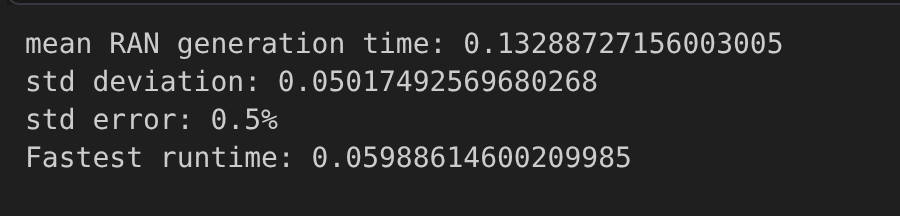 mean RAN generation time: 0.13288727156003005
std deviation: 0.05017492569680268
std error: 0.5%
Fastest runtime: 0.05988614600209985